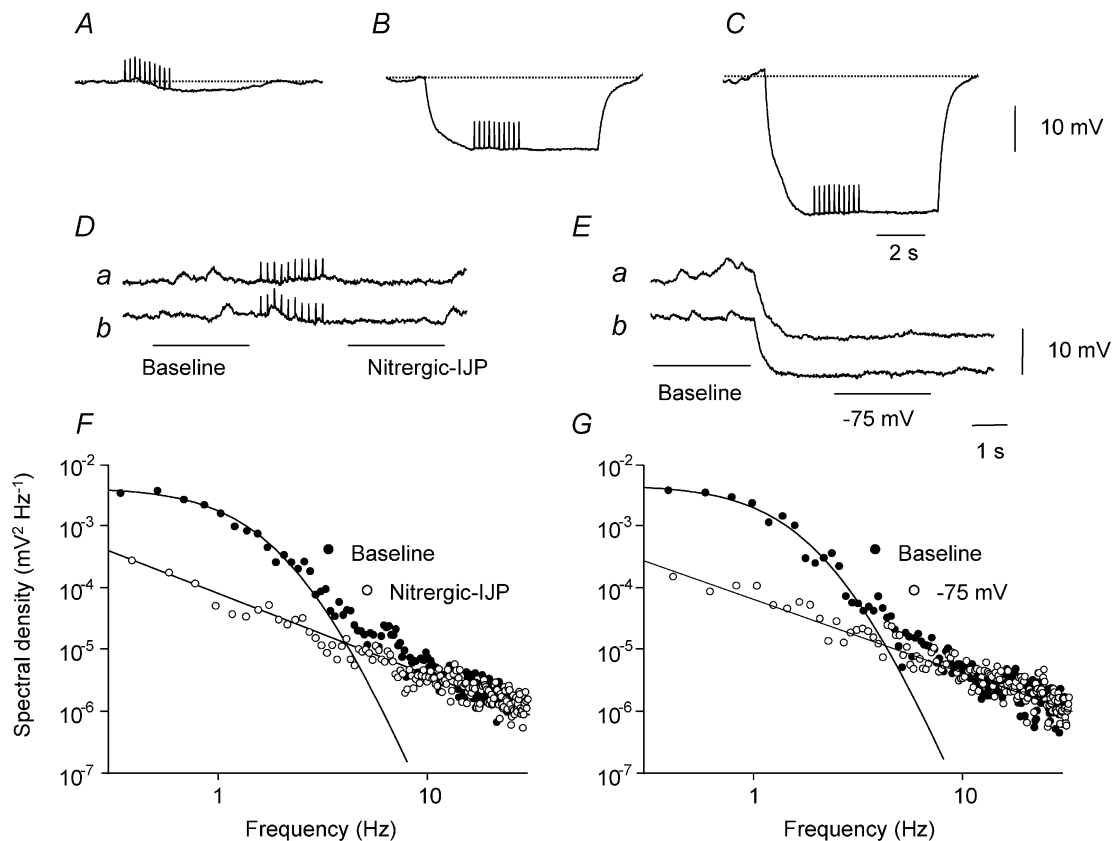 A
B
C
10 mV
2 s
D
a
b
Baseline
Nitrergic-IJP
E
a
b
Baseline
-75 mV
10 mV
1 s
F
Spectral density (mV² Hz⁻¹)
10⁻²
10⁻³
10⁻⁴
10⁻⁵
10⁻⁶
10⁻⁷
Baseline
Nitrergic-IJP
1
10
Frequency (Hz)
G
10⁻²
10⁻³
10⁻⁴
10⁻⁵
10⁻⁶
10⁻⁷
Baseline
-75 mV
1
10
Frequency (Hz)